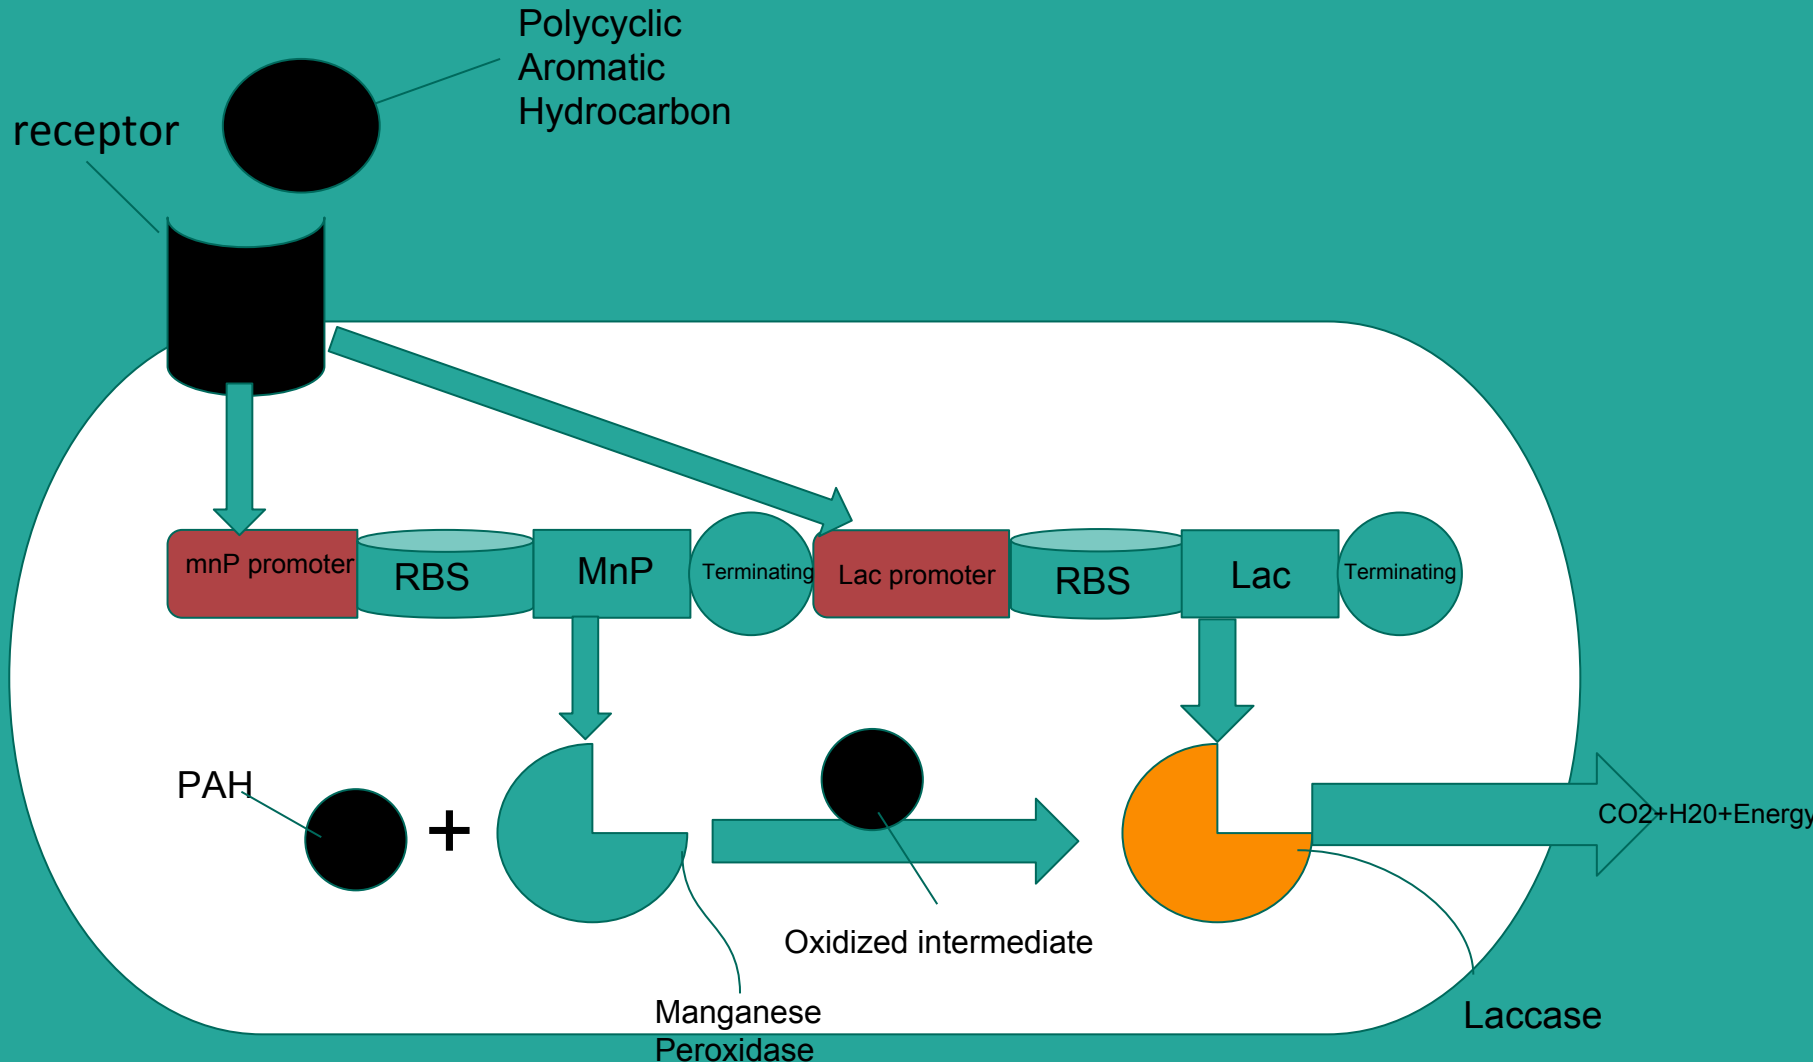 Polycyclic
Aromatic
Hydrocarbon
receptor
mnP promoter
RBS
MnP
Terminating
Lac promoter
RBS
Lac
Terminating
PAH
+
CO2+H20+Energy
Oxidized intermediate
Manganese
Peroxidase
Laccase